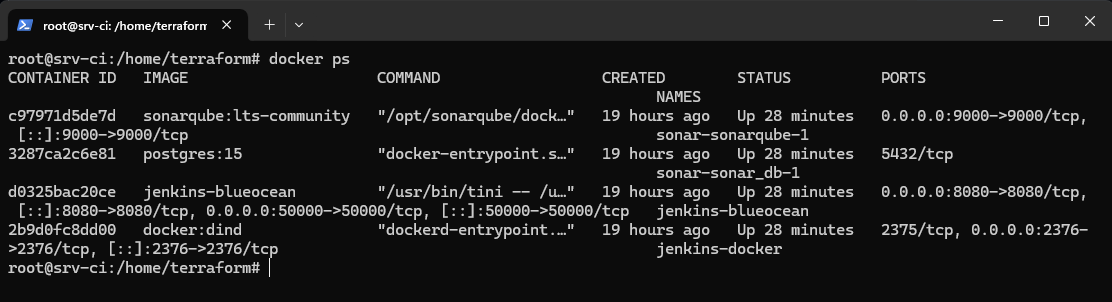 root@srv-ci: /home/terraform
root@srv-ci:/home/terraform# docker ps
CONTAINER ID   IMAGE                     COMMAND                  CREATED        STATUS          PORTS
                                                                        NAMES
c97971d5de7d   sonarqube:lts-community   "/opt/sonarqube/dock…"   19 hours ago   Up 28 minutes   0.0.0.0:9000->9000/tcp,
 [::]:9000->9000/tcp                                                    sonar-sonarqube-1
3287ca2c6e81   postgres:15               "docker-entrypoint.s…"   19 hours ago   Up 28 minutes   5432/tcp
                                                                        sonar-sonar_db-1
d0325bac20ce   jenkins-blueocean         "/usr/bin/tini -- /u…"   19 hours ago   Up 28 minutes   0.0.0.0:8080->8080/tcp,
 [::]:8080->8080/tcp, 0.0.0.0:50000->50000/tcp, [::]:50000->50000/tcp   jenkins-blueocean
2b9d0fc8dd00   docker:dind               "dockerd-entrypoint.…"   19 hours ago   Up 28 minutes   2375/tcp, 0.0.0.0:2376-
>2376/tcp, [::]:2376->2376/tcp                                          jenkins-docker
root@srv-ci:/home/terraform#